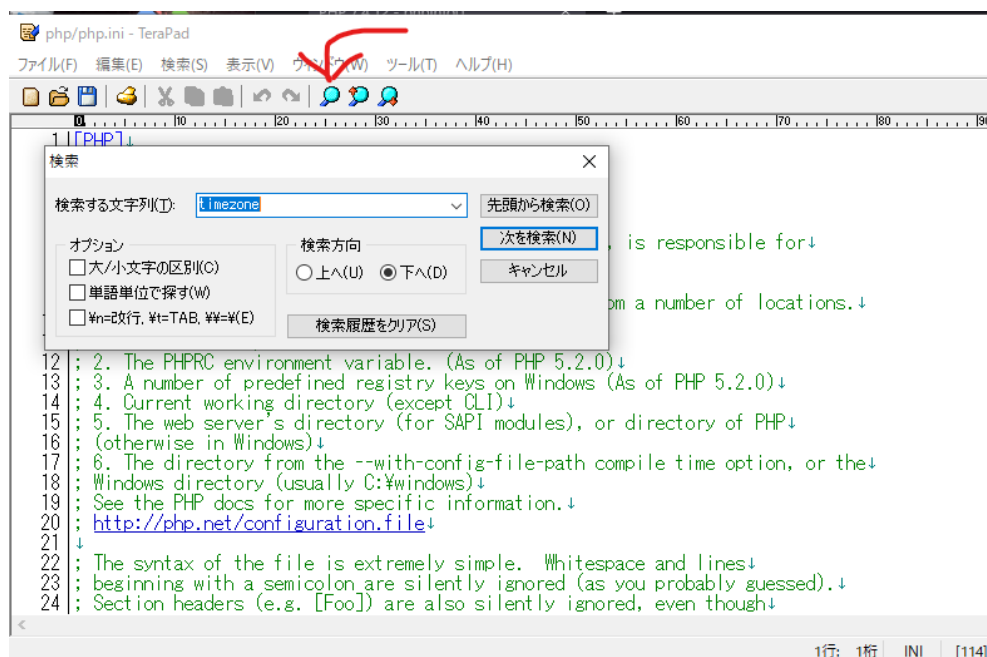 php/php.ini - TeraPad
ファイル(F) 編集(E) 検索(S) 表示(V) ウィンドウ(W) ツール(T) ヘルプ(H)
0 10 20 30 40 50 60 70 80
1 [PHP]↓
検索
検索する文字列(T): timezone 先頭から検索(O)
オプション 検索方向 次を検索(N)
大/小文字の区別(C) 上へ(U) 下へ(D) キャンセル
単語単位で探す(W)
¥n=改行, ¥t=TAB, ¥¥=¥(E) 検索履歴をクリア(S)
, is responsible for↓
om a number of locations.↓
12 ; 2. The PHPRC environment variable. (As of PHP 5.2.0)↓
13 ; 3. A number of predefined registry keys on Windows (As of PHP 5.2.0)↓
14 ; 4. Current working directory (except CLI)↓
15 ; 5. The web server's directory (for SAPI modules), or directory of PHP↓
16 ; (otherwise in Windows)↓
17 ; 6. The directory from the --with-config-file-path compile time option, or the↓
18 ; Windows directory (usually C:¥windows)↓
19 ; See the PHP docs for more specific information.↓
20 ; http://php.net/configuration.file↓
21 ↓
22 ; The syntax of the file is extremely simple.  Whitespace and lines↓
23 ; beginning with a semicolon are silently ignored (as you probably guessed).↓
24 ; Section headers (e.g. [Foo]) are also silently ignored, even though↓
1行: 1桁 INI [114]